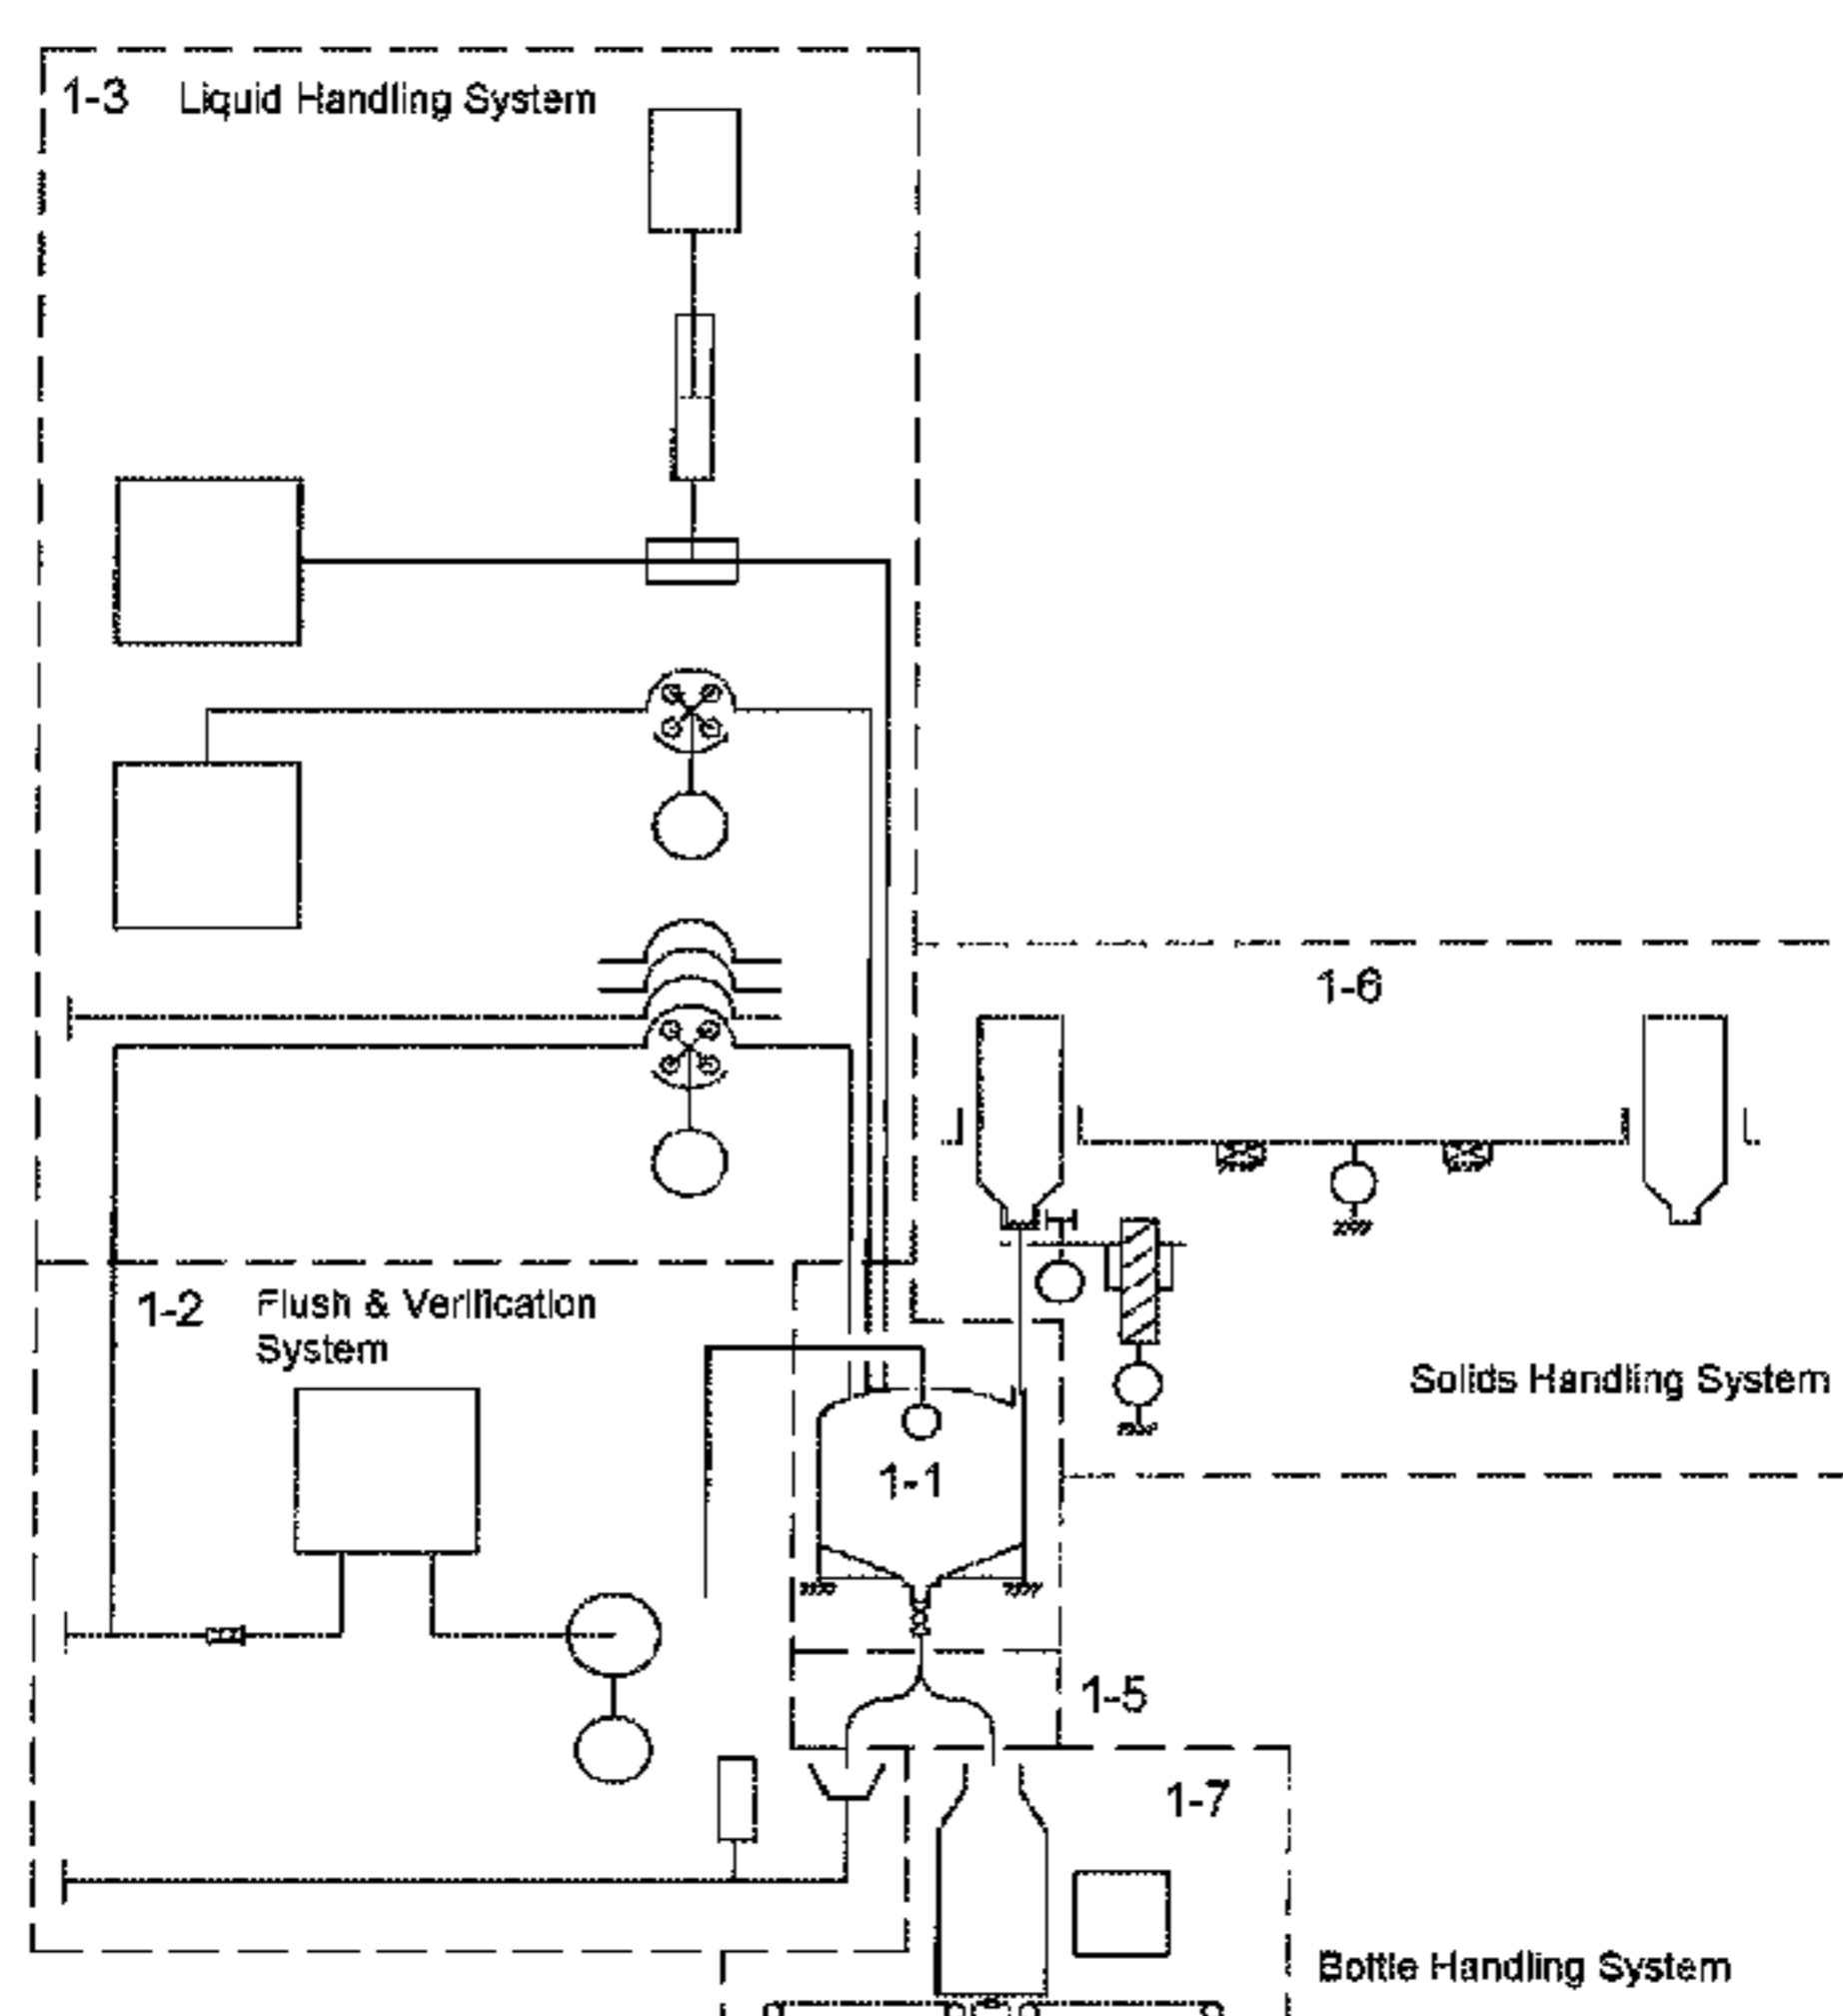 1-3 Liquid Handling System
1-6
1-2 Flush & Verification
System
Solids Handling System
1-1
1-5
1-7
Bottle Handling System